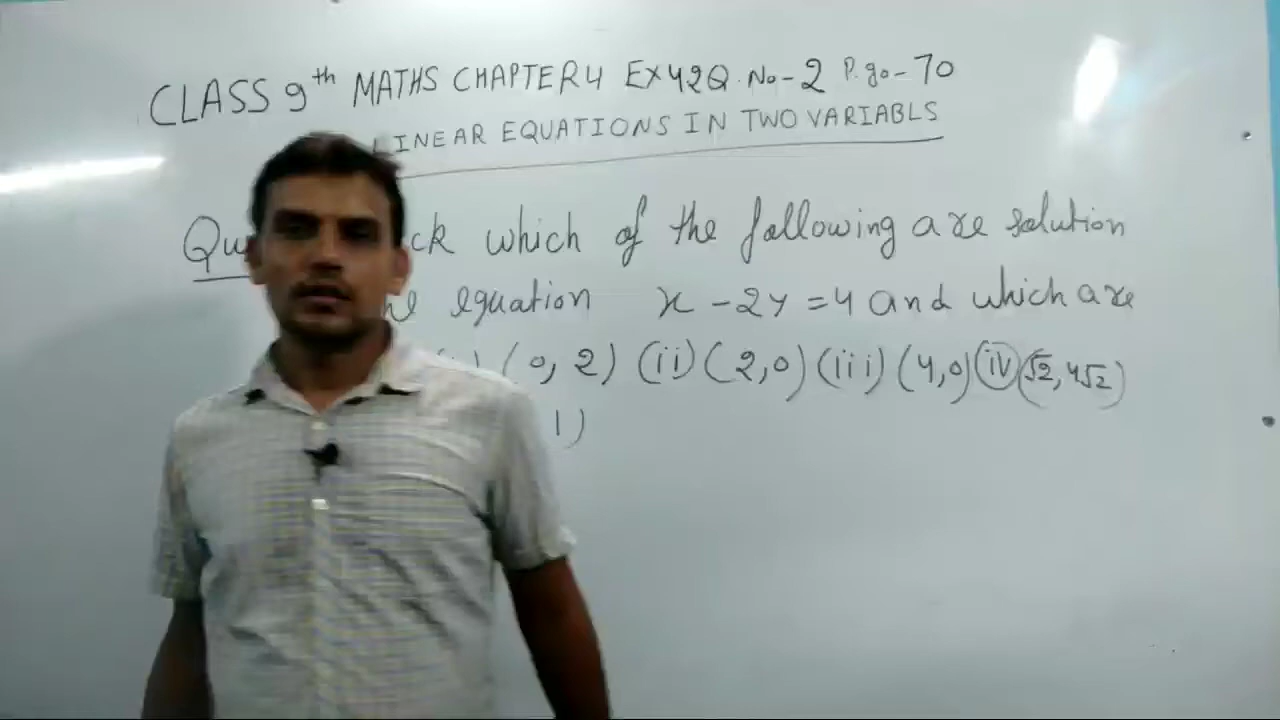 CLASS 9th MATHS CHAPTER 4 EX 4.2 Q. No-2 P.go-70
LINEAR EQUATIONS IN TWO VARIABLS
which of the following are solution
equation x-2y=4 and which are
(0, 2) (ii) (2,0) (iii) (4,0) (iv) (√2, 4√2)
1)